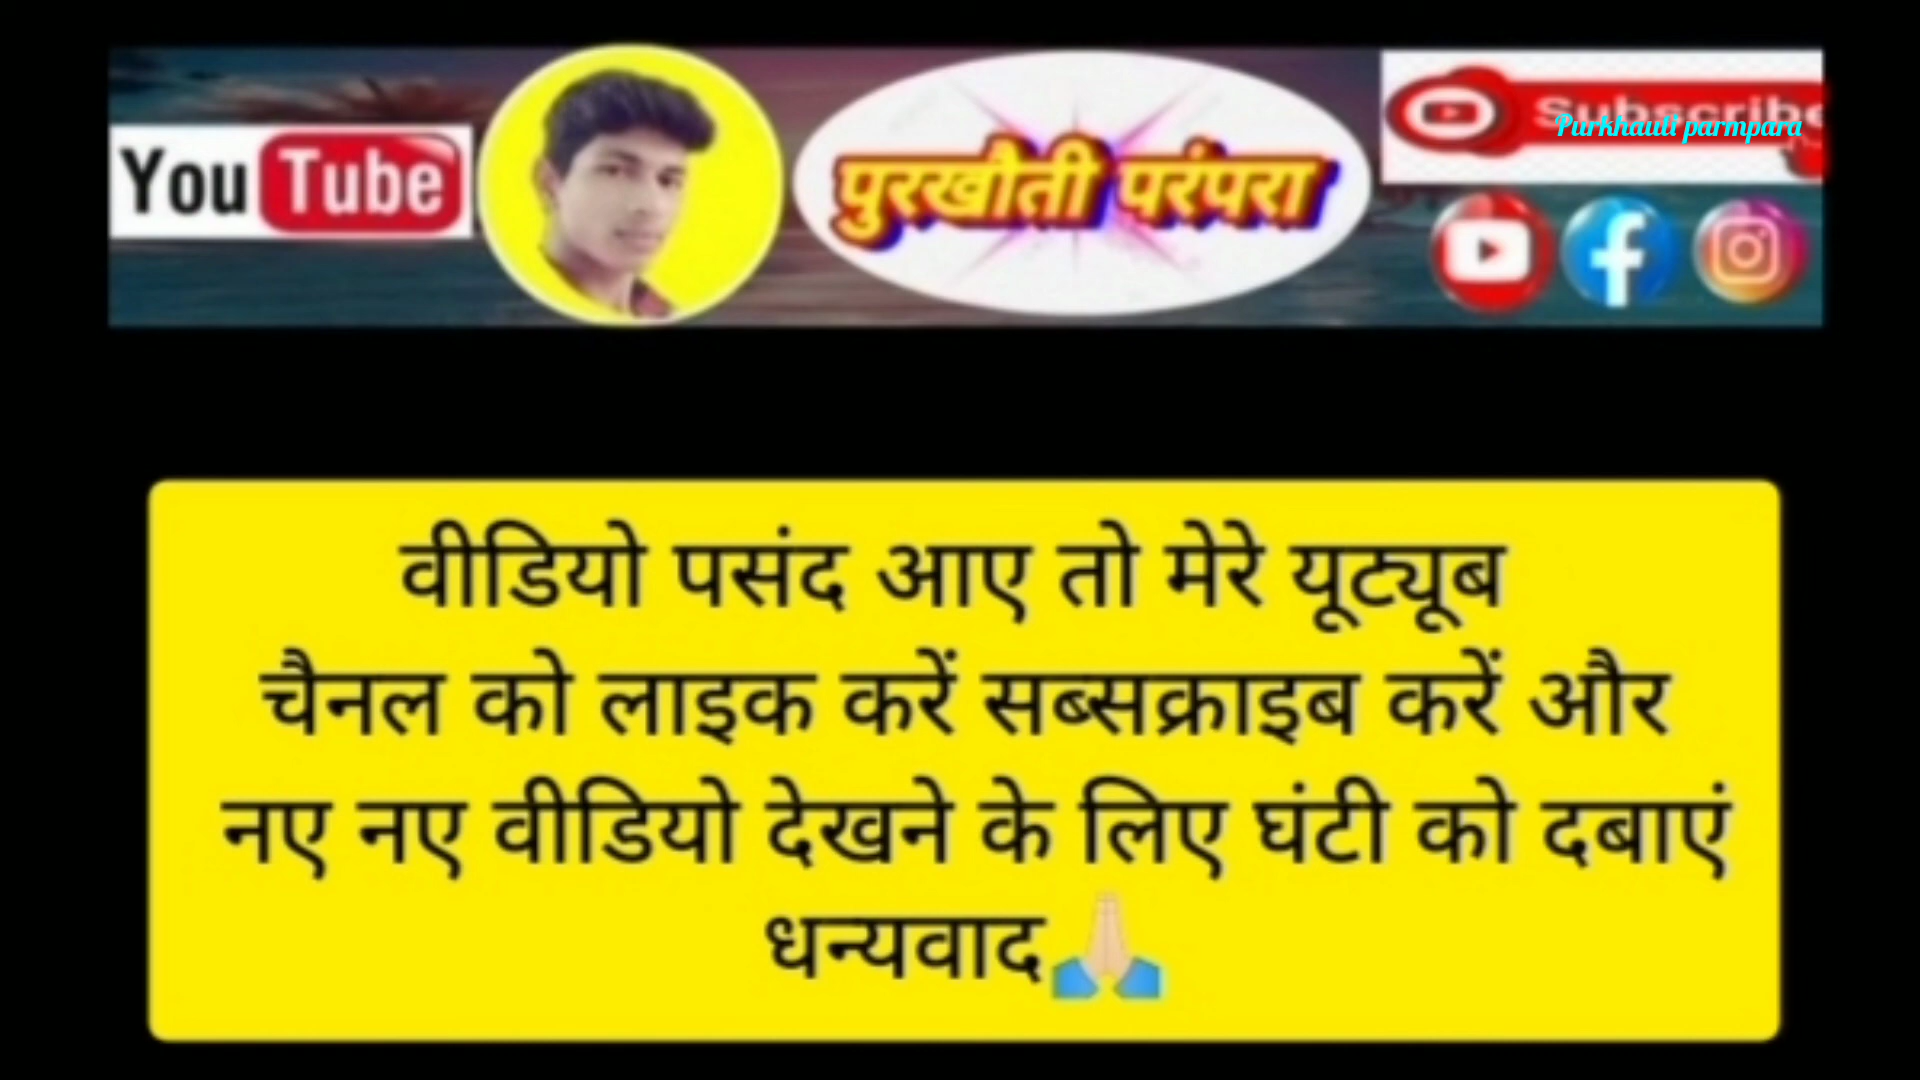 YouTube
पुरखौती परंपरा
Subscribe
Purkhauti parmpara
वीडियो पसंद आए तो मेरे यूट्यूब
चैनल को लाइक करें सब्सक्राइब करें और
नए नए वीडियो देखने के लिए घंटी को दबाएं
धन्यवाद🙏🏻